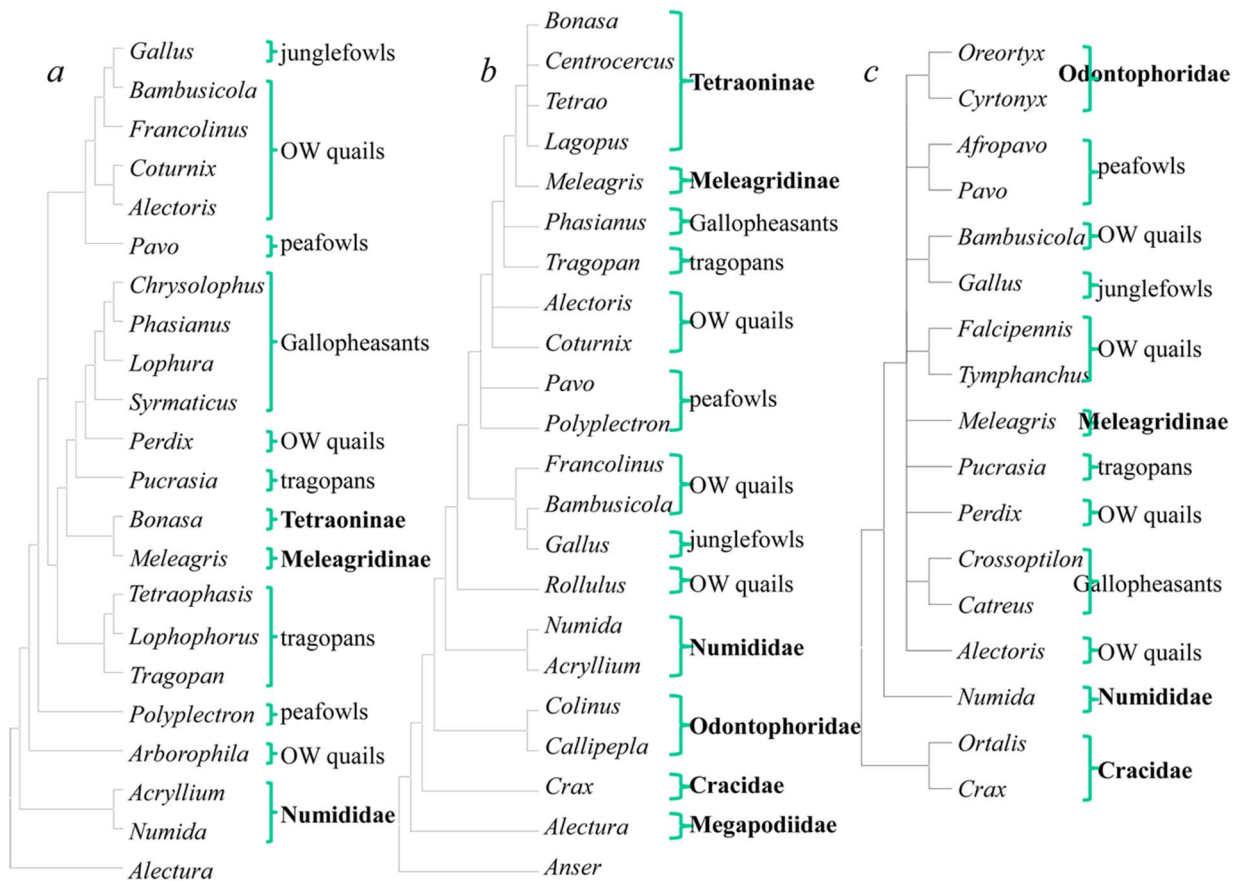 a
Gallus junglefowls
Bambusicola
Francolinus
OW quails
Coturnix
Alectoris
Pavo peafowls
Chrysolophus
Phasianus
Gallopheasants
Lophura
Syrmaticus
Perdix OW quails
Pucrasia tragopans
Bonasa Tetraoninae
Meleagris Meleagridinae
Tetraophasis
Lophophorus tragopans
Tragopan
Polyplectron peafowls
Arborophila OW quails
Acryllium
Numididae
Numida
Alectura
b
Bonasa
Centrocercus
Tetraoninae
Tetrao
Lagopus
Meleagris Meleagridinae
Phasianus Gallopheasants
Tragopan tragopans
Alectoris
OW quails
Coturnix
Pavo
peafowls
Polyplectron
Francolinus
OW quails
Bambusicola
Gallus junglefowls
Rollulus OW quails
Numida
Numididae
Acryllium
Colinus
Odontophoridae
Callipepla
Crax Cracidae
Alectura Megapodiidae
Anser
c
Oreortyx
Odontophoridae
Cyrtonyx
Afropavo
peafowls
Pavo
Bambusicola OW quails
Gallus junglefowls
Falcipennis
OW quails
Tymphanchus
Meleagris Meleagridinae
Pucrasia tragopans
Perdix OW quails
Crossoptilon
Gallopheasants
Catreus
Alectoris OW quails
Numida Numididae
Ortalis
Cracidae
Crax